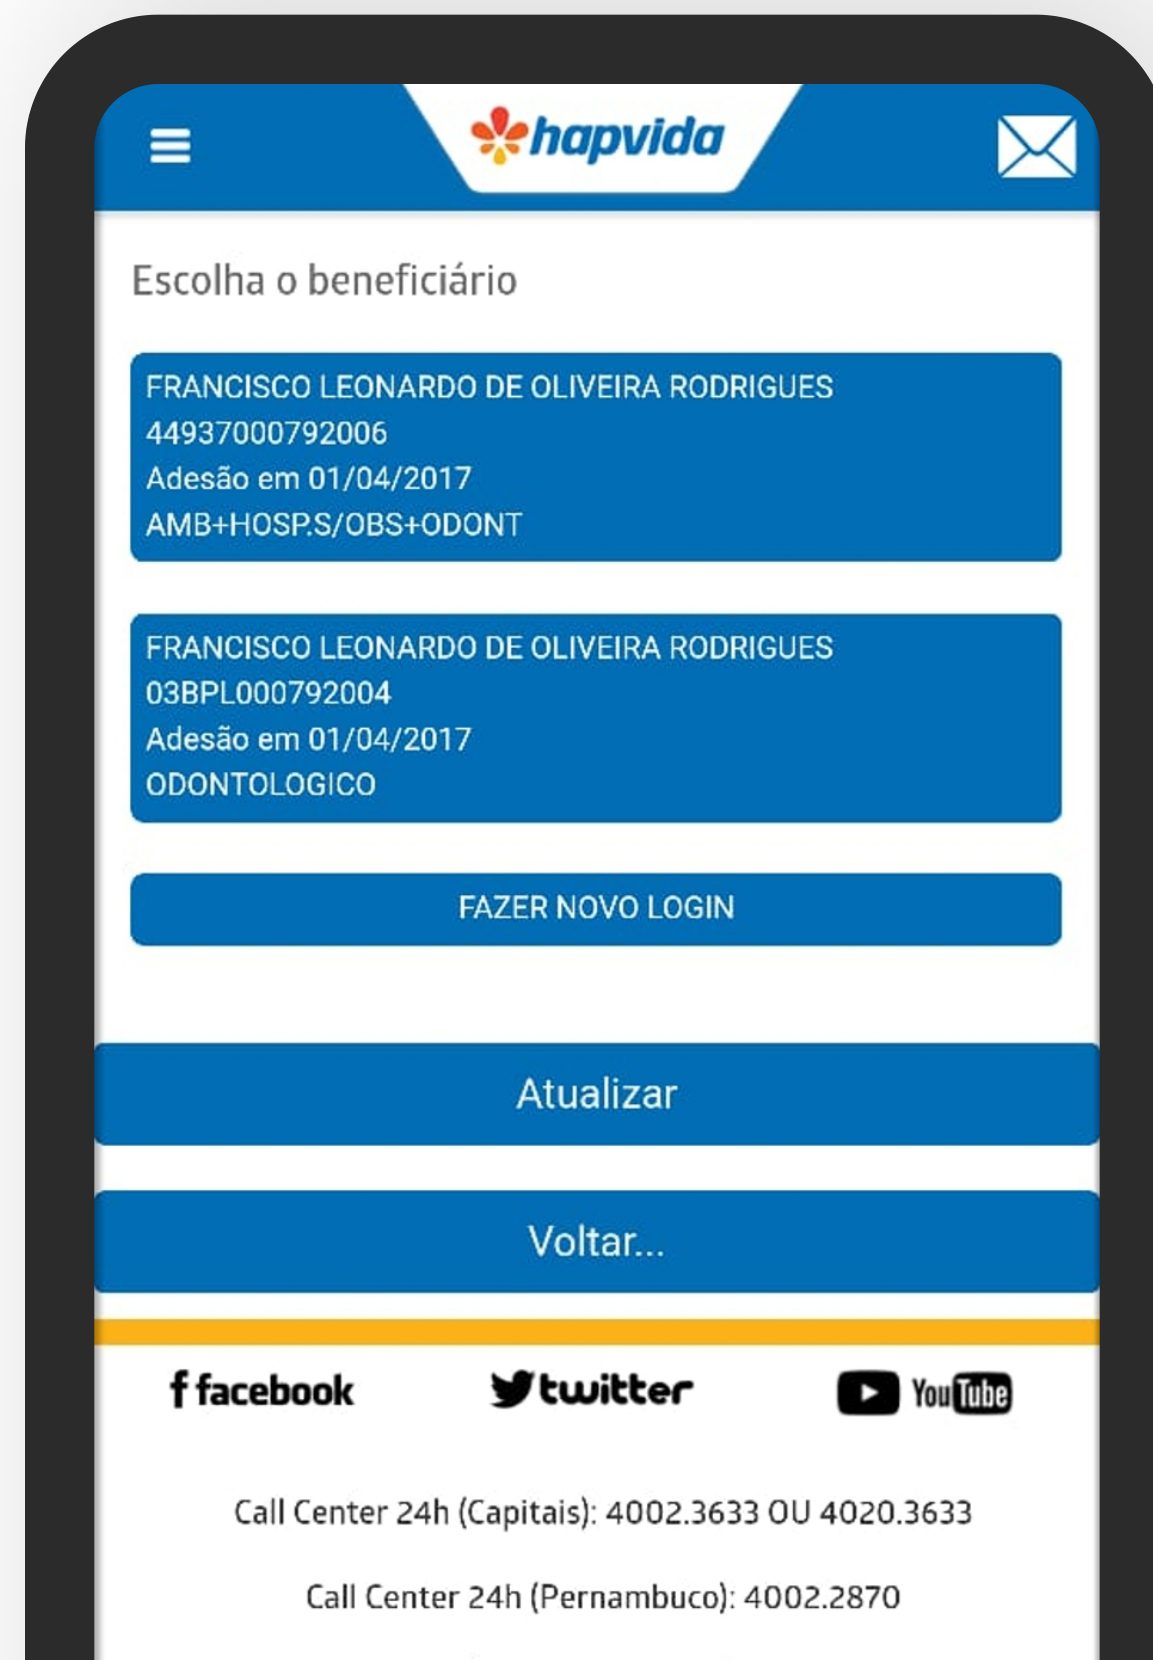 hapvida
Escolha o beneficiário
FRANCISCO LEONARDO DE OLIVEIRA RODRIGUES
44937000792006
Adesão em 01/04/2017
AMB+HOSP.S/OBS+ODONT
FRANCISCO LEONARDO DE OLIVEIRA RODRIGUES
03BPL000792004
Adesão em 01/04/2017
ODONTOLOGICO
FAZER NOVO LOGIN
Atualizar
Voltar...
f facebook twitter YouTube
Call Center 24h (Capitais): 4002.3633 OU 4020.3633
Call Center 24h (Pernambuco): 4002.2870